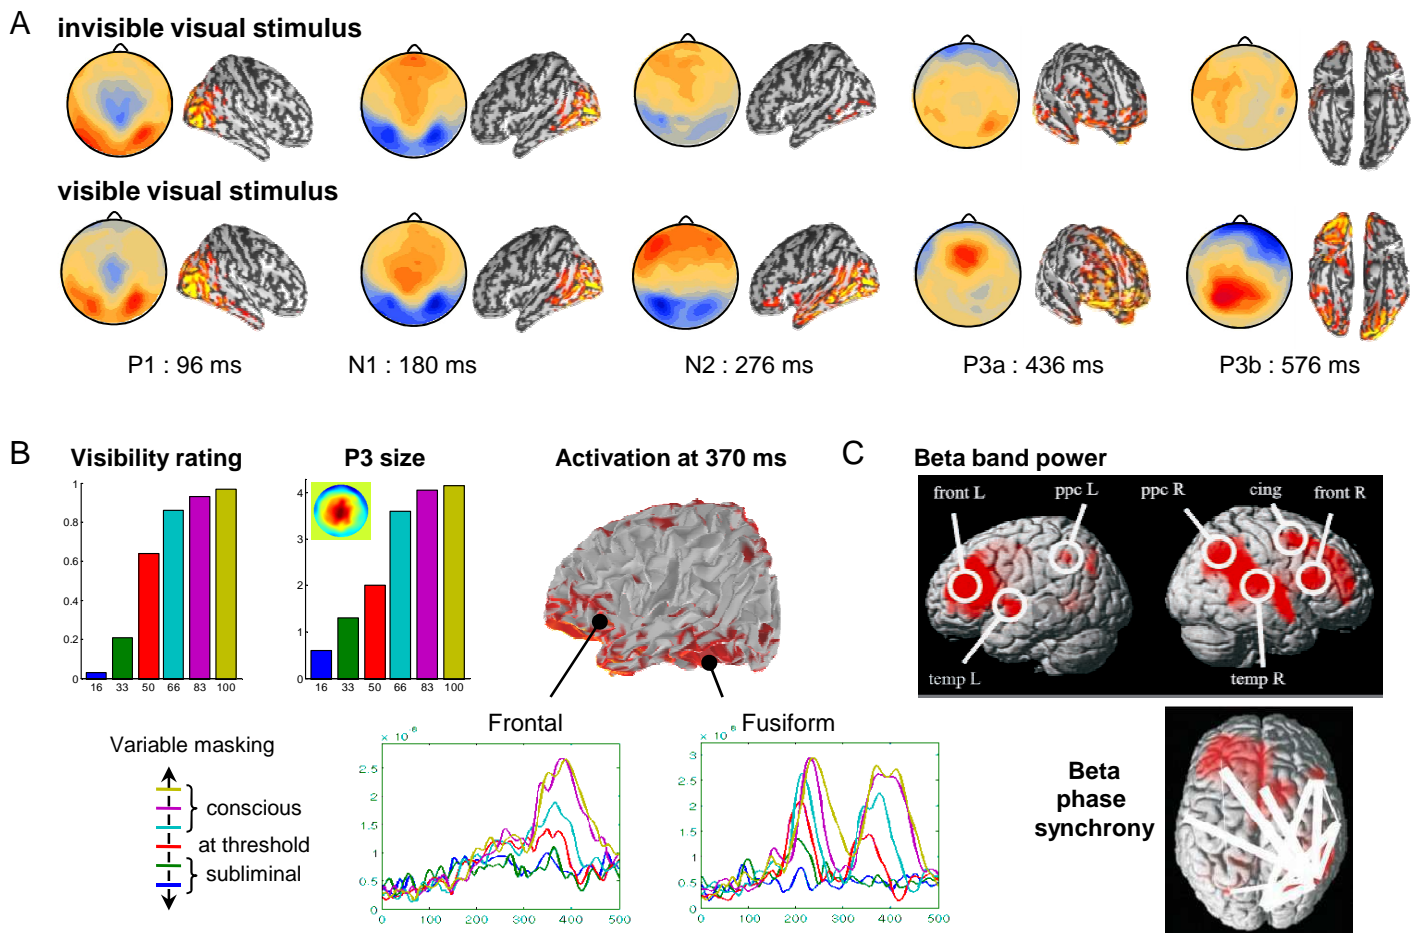 A
invisible visual stimulus
visible visual stimulus
P1 : 96 ms
N1 : 180 ms
N2 : 276 ms
P3a : 436 ms
P3b : 576 ms
B
Visibility rating
1
0.8
0.6
0.4
0.2
0
16 33 50 66 83 100
P3 size
4
3
2
1
0
16 33 50 66 83 100
Activation at 370 ms
Variable masking
conscious
at threshold
subliminal
Frontal
× 10⁻⁶
2.5
2
1.5
1
0.5
0
0 100 200 300 400 500
Fusiform
× 10⁻⁶
3
2.5
2
1.5
1
0.5
0
0 100 200 300 400 500
C
Beta band power
front L
ppc L
ppc R
cing
front R
temp L
temp R
Beta
phase
synchrony